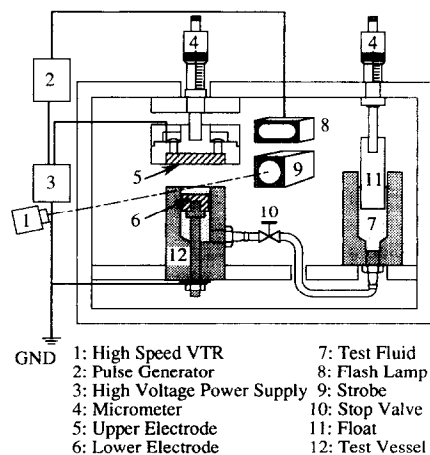 4
4
2
8
3
5
9
11
1
6
10
7
12
GND
1: High Speed VTR
2: Pulse Generator
3: High Voltage Power Supply
4: Micrometer
5: Upper Electrode
6: Lower Electrode
7: Test Fluid
8: Flash Lamp
9: Strobe
10: Stop Valve
11: Float
12: Test Vessel